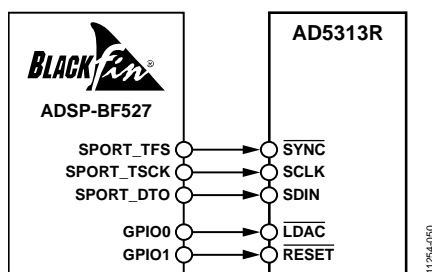 BLACKfin®
ADSP-BF527
SPORT_TFS
SPORT_TSCK
SPORT_DTO
GPIO0
GPIO1
AD5313R
SYNC
SCLK
SDIN
LDAC
RESET
11254-050